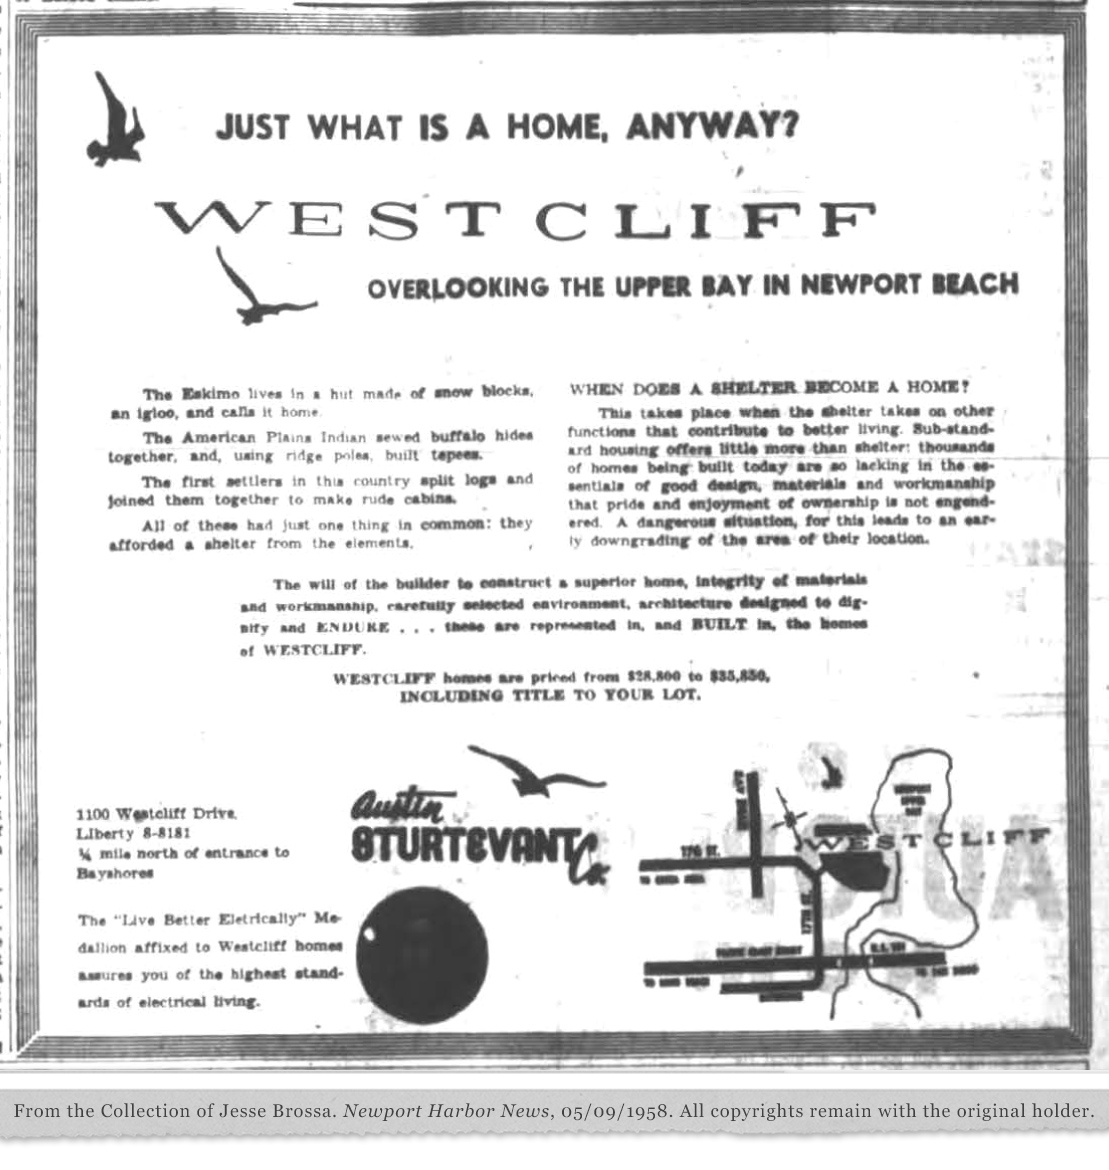 JUST WHAT IS A HOME, ANYWAY?
WESTCLIFF
OVERLOOKING THE UPPER BAY IN NEWPORT BEACH
The Eskimo lives in a hut made of snow blocks,
an igloo, and calls it home.
The American Plains Indian sewed buffalo hides
together, and, using ridge poles, built tepees.
The first settlers in this country split logs and
joined them together to make rude cabins.
All of these had just one thing in common: they
afforded a shelter from the elements.
WHEN DOES A SHELTER BECOME A HOME?
This takes place when the shelter takes on other
functions that contribute to better living. Sub-stand-
ard housing offers little more than shelter: thousands
of homes being built today are so lacking in the es-
sentials of good design, materials and workmanship
that pride and enjoyment of ownership is not engend-
ered. A dangerous situation, for this leads to an ear-
ly downgrading of the area of their location.
The will of the builder to construct a superior home, integrity of materials
and workmanship, carefully selected environment, architecture designed to dig-
nify and ENDURE . . . these are represented in, and BUILT in, the homes
of WESTCLIFF.
WESTCLIFF homes are priced from $28,800 to $35,850,
INCLUDING TITLE TO YOUR LOT.
1100 Westcliff Drive.
LIberty 8-8181
¼ mile north of entrance to
Bayshores
The "Live Better Eletrically" Me-
dallion affixed to Westcliff homes
assures you of the highest stand-
ards of electrical living.
Austin
STURTEVANT Co.
WESTCLIFF
17th ST.
17TH ST.
From the Collection of Jesse Brossa. Newport Harbor News, 05/09/1958. All copyrights remain with the original holder.